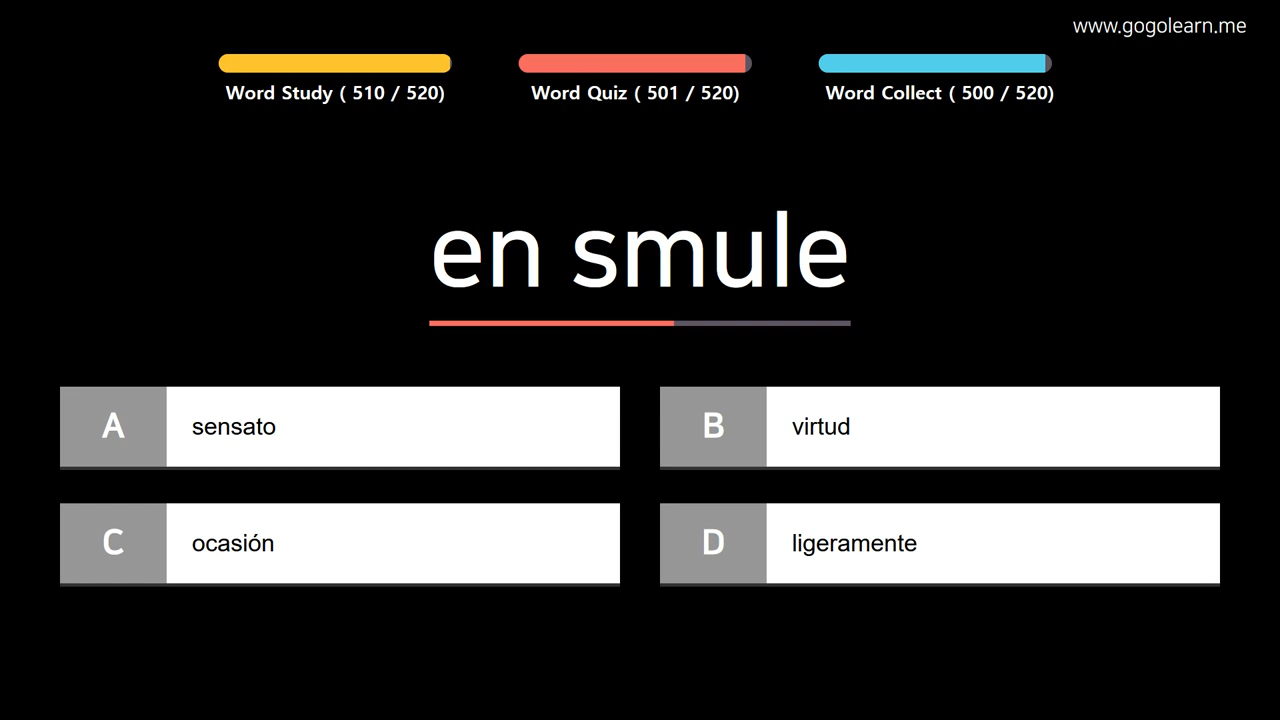 www.gogolearn.me
Word Study ( 510 / 520)
Word Quiz ( 501 / 520)
Word Collect ( 500 / 520)
en smule
A
sensato
B
virtud
C
ocasión
D
ligeramente